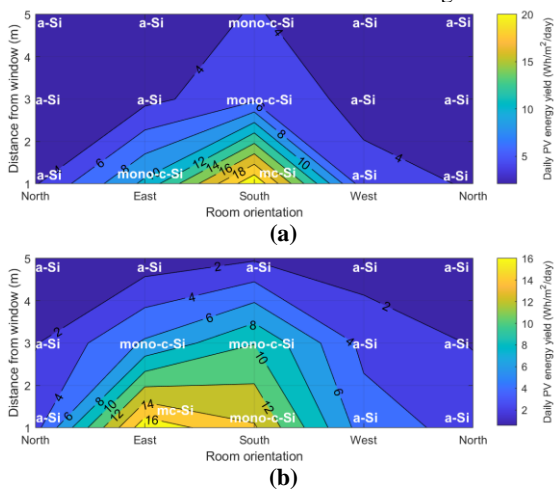 5
a-Si a-Si mono-c-Si a-Si a-Si
4
4
4
a-Si a-Si mono-c-Si a-Si a-Si
3
6
8
2
4 6 8 10 12 14 16 18 10 4
a-Si mono-c-Si mc-Si a-Si a-Si
1
North East South West North
Distance from window (m)
Room orientation
20
15
10
5
Daily PV energy yield (Wh/m²/day)
(a)
5
a-Si a-Si 2 a-Si a-Si a-Si
4
4
6
2
2
8
a-Si mono-c-Si mono-c-Si 4 a-Si a-Si
3
10
2
6
4 6 8 10 12 14 12
a-Si mc-Si mono-c-Si a-Si a-Si
16
1
North East South West North
Distance from window (m)
Room orientation
16
14
12
10
8
6
4
2
Daily PV energy yield (Wh/m²/day)
(b)